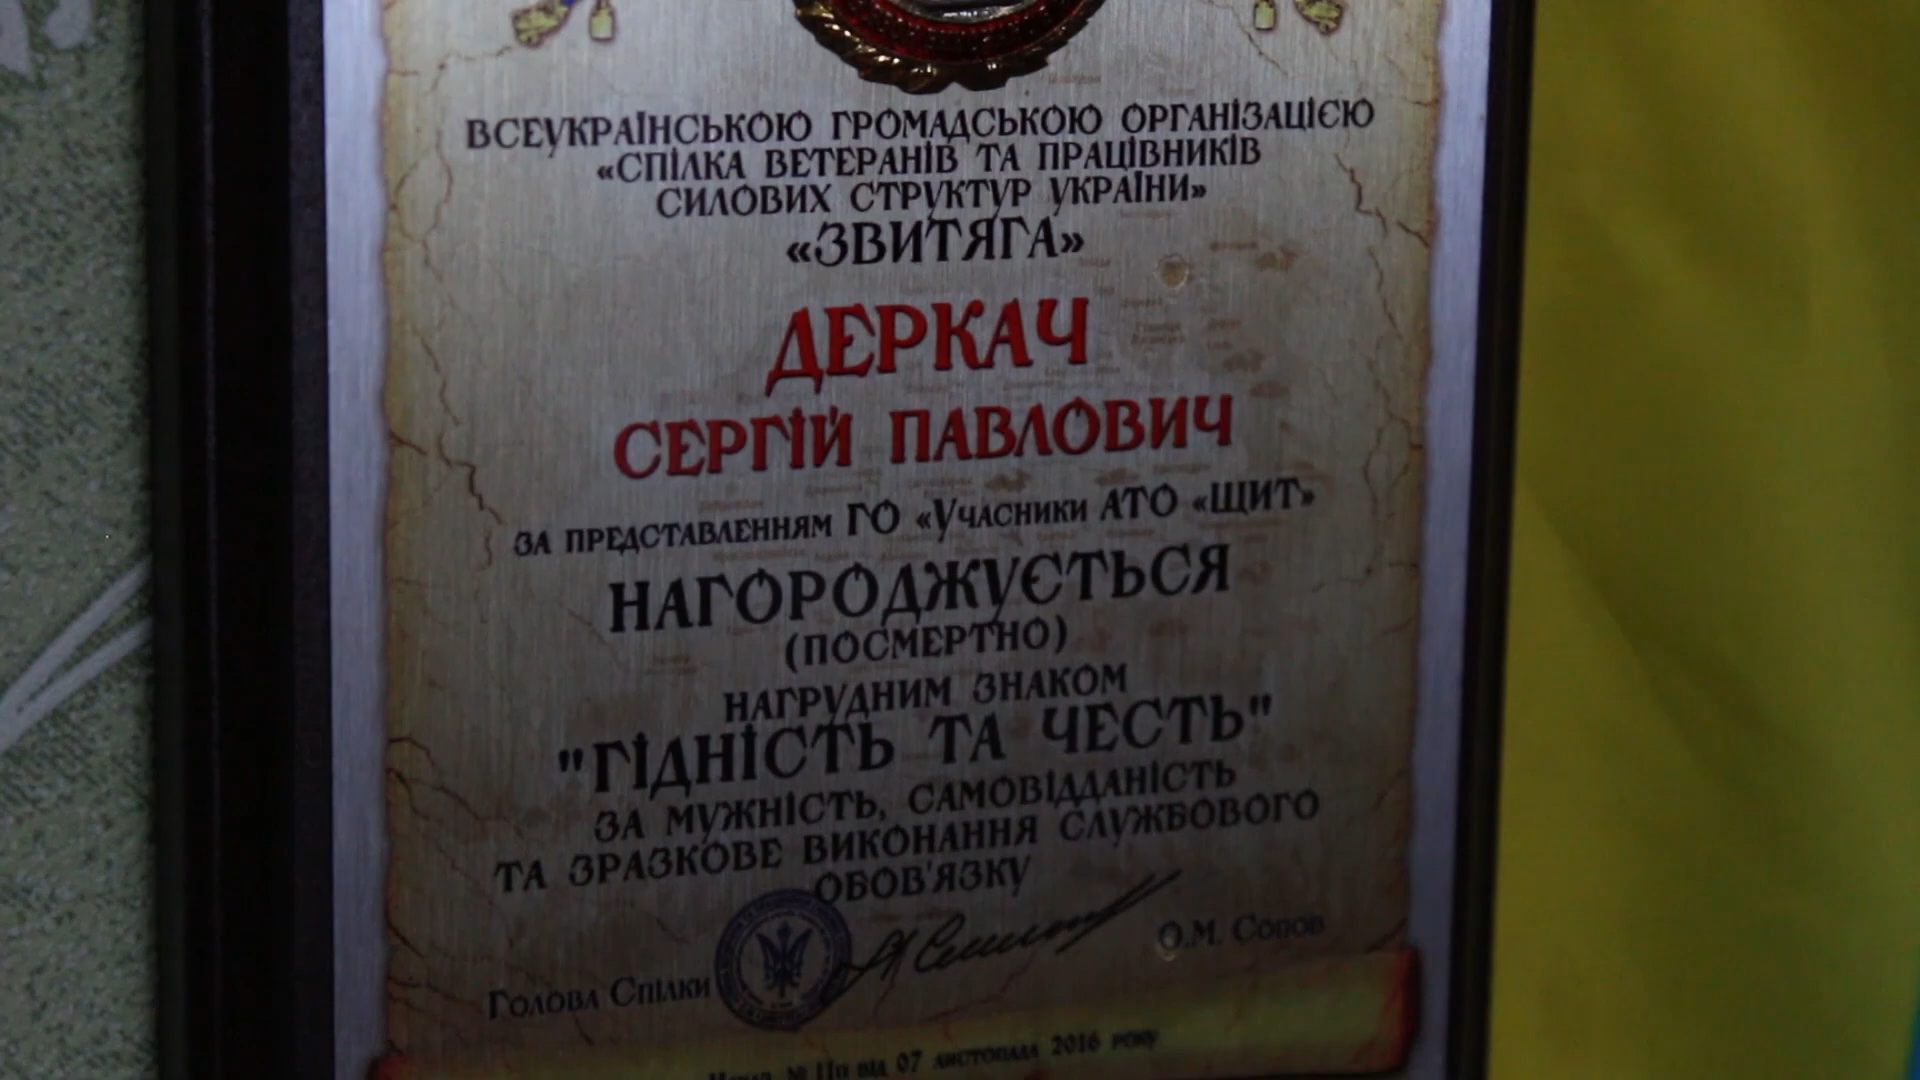 ВСЕУКРАЇНСЬКОЮ ГРОМАДСЬКОЮ ОРГАНІЗАЦІЄЮ
«СПІЛКА ВЕТЕРАНІВ ТА ПРАЦІВНИКІВ
СИЛОВИХ СТРУКТУР УКРАЇНИ»
«ЗВИТЯГА»
ДЕРКАЧ
СЕРГІЙ ПАВЛОВИЧ
ЗА ПРЕДСТАВЛЕННЯМ ГО «УЧАСНИКИ АТО «ЩИТ»
НАГОРОДЖУЄТЬСЯ
(ПОСМЕРТНО)
НАГРУДНИМ ЗНАКОМ
"ГІДНІСТЬ ТА ЧЕСТЬ"
ЗА МУЖНІСТЬ, САМОВІДДАНІСТЬ
ТА ЗРАЗКОВЕ ВИКОНАННЯ СЛУЖБОВОГО
ОБОВ'ЯЗКУ
Голова Спілки О.М. Сопов
від 07 листопада 2016 року